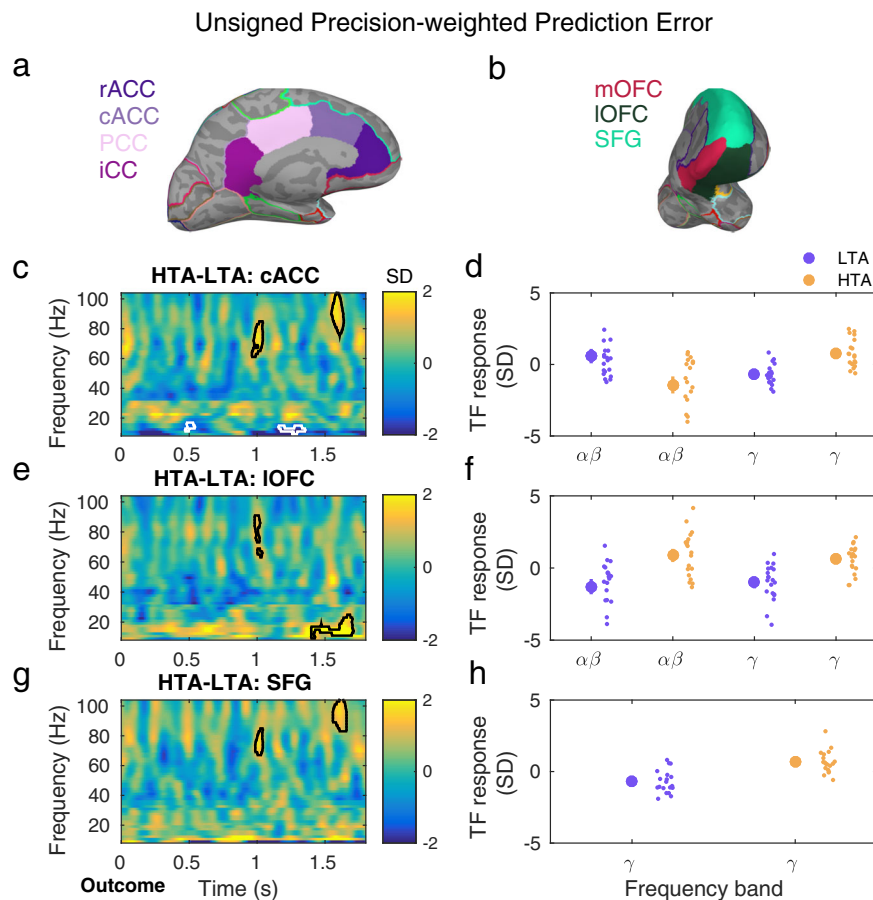 Unsigned Precision-weighted Prediction Error
a
b
rACC
cACC
PCC
iCC
mOFC
lOFC
SFG
LTA
HTA
c
HTA-LTA: cACC
SD
d
Frequency (Hz)
100
80
60
40
20
0
0.5
1
1.5
2
0
-2
TF response
(SD)
5
0
-5
αβ
αβ
γ
γ
e
HTA-LTA: lOFC
f
Frequency (Hz)
100
80
60
40
20
0
0.5
1
1.5
2
0
-2
TF response
(SD)
5
0
-5
αβ
αβ
γ
γ
g
HTA-LTA: SFG
h
Frequency (Hz)
100
80
60
40
20
0
0.5
1
1.5
2
0
-2
TF response
(SD)
5
0
-5
γ
γ
Outcome
Time (s)
Frequency band